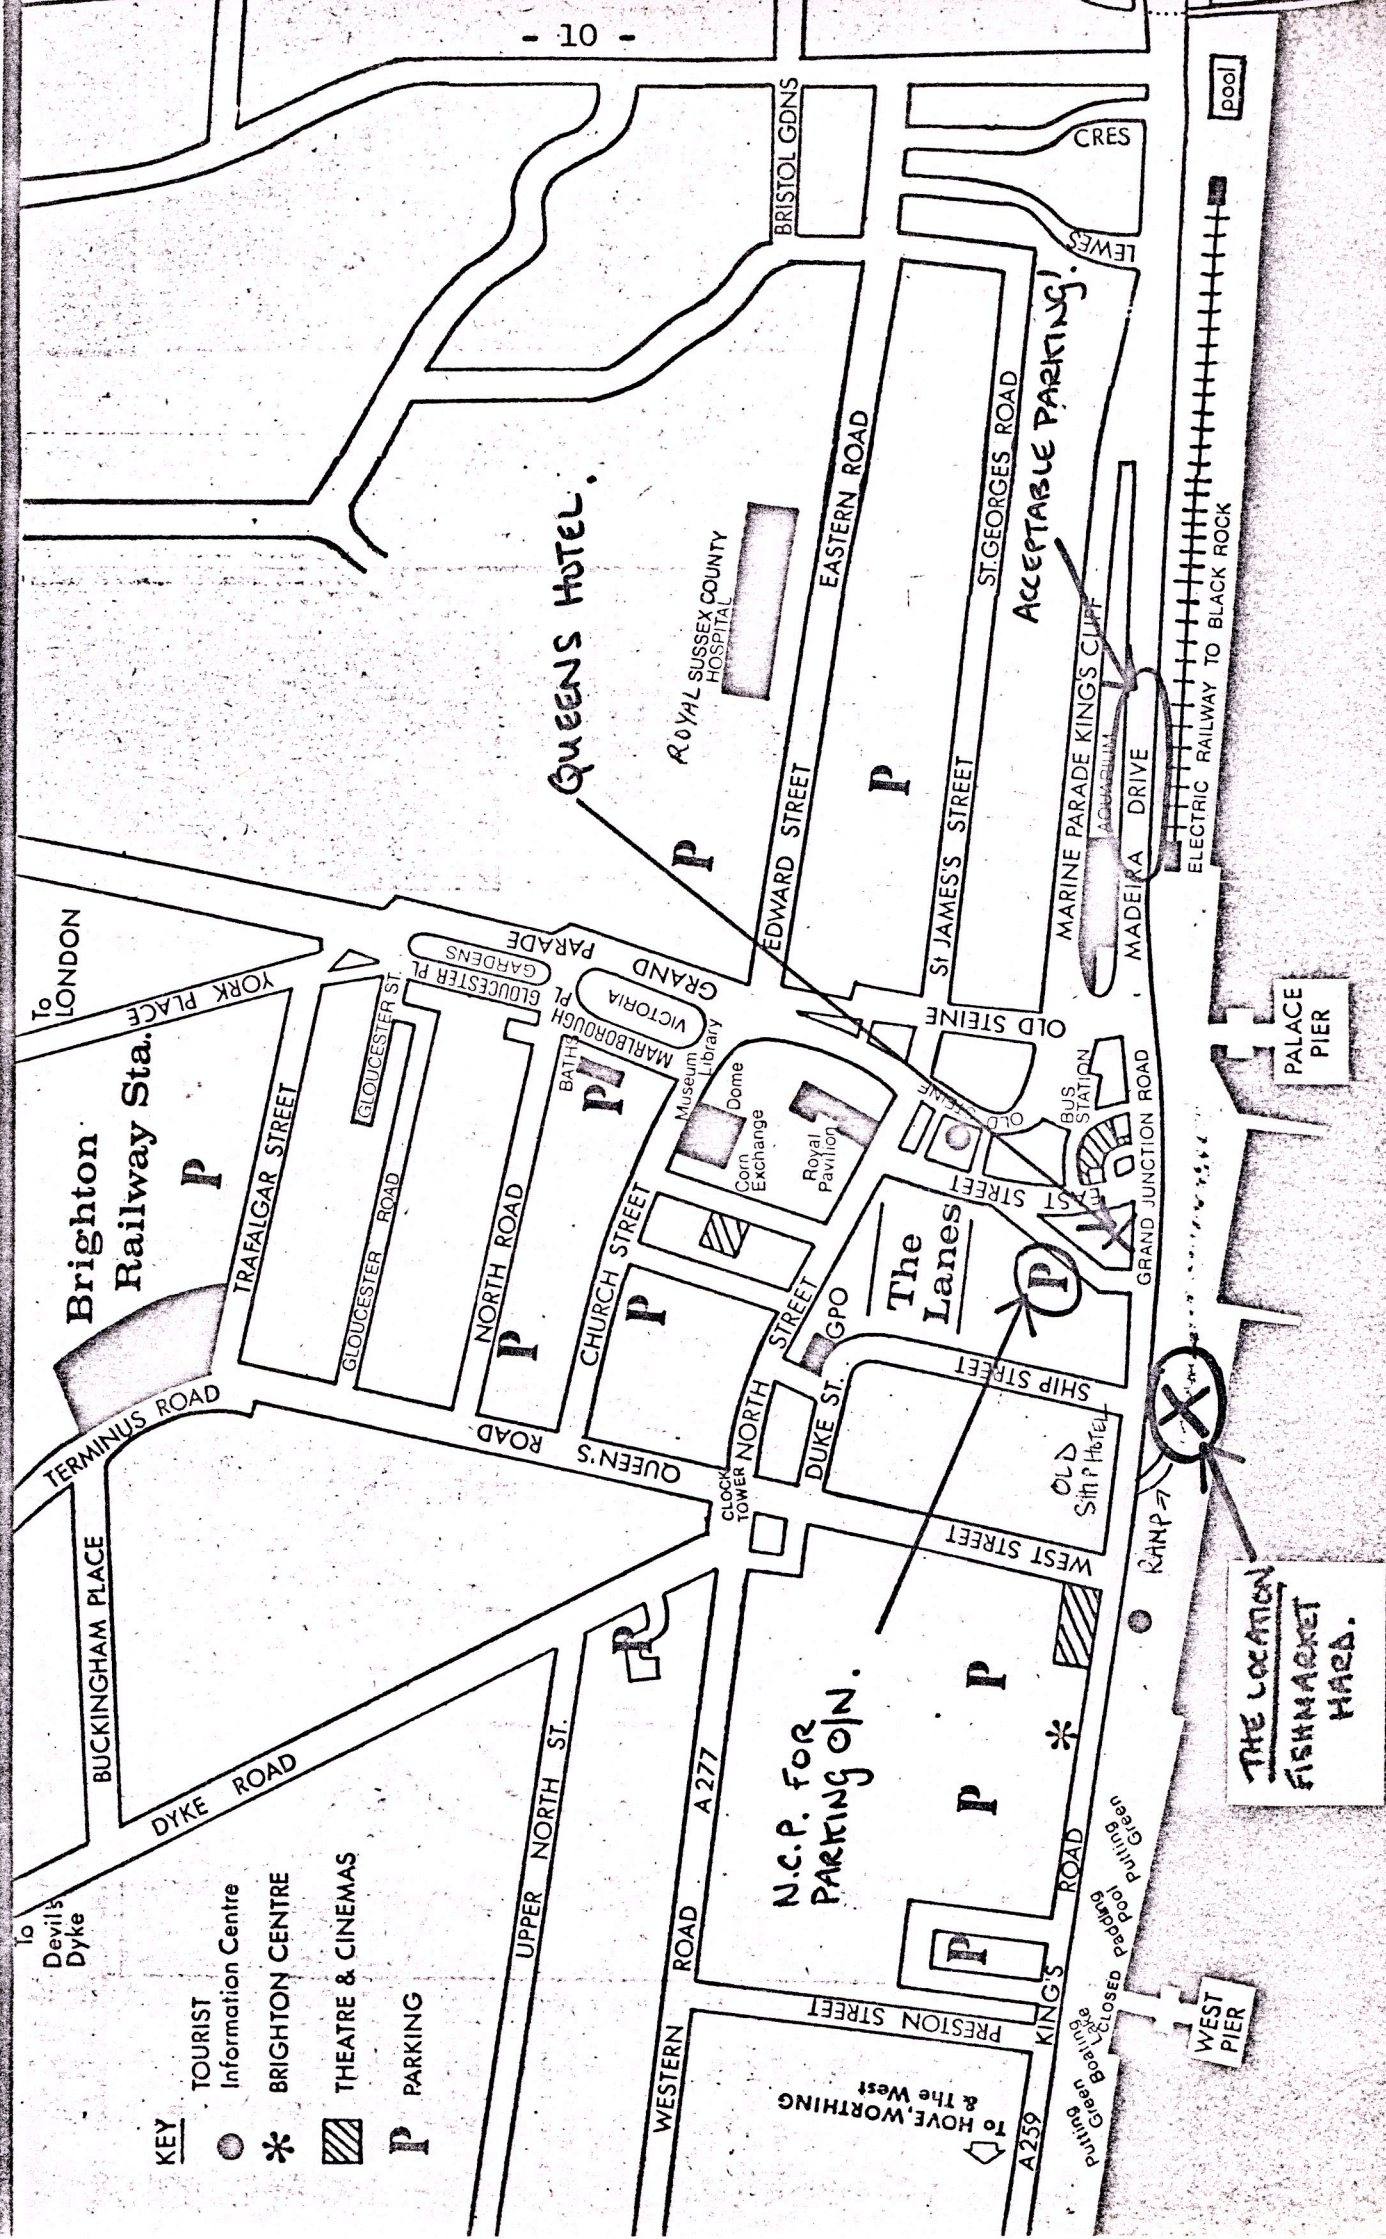 - 10 -
To
Devil's
Dyke
BUCKINGHAM PLACE
TERMINUS ROAD
DYKE ROAD
Brighton
Railway Sta.
P
To
LONDON
YORK PLACE
TRAFALGAR STREET
GLOUCESTER ROAD
GLOUCESTER ST.
GLOUCESTER PL
GARDENS
GRAND PARADE
VICTORIA
MARLBOROUGH PL
BATHS
P
NORTH ROAD
P
CHURCH STREET
P
QUEEN'S ROAD
CLOCK
TOWER
NORTH STREET
DUKE ST.
GPO
Museum
Library
Dome
Corn
Exchange
Royal
Pavilion
QUEENS HOTEL.
ROYAL SUSSEX COUNTY
HOSPITAL
P
P
BRISTOL GDNS
EDWARD STREET
EASTERN ROAD
St JAMES'S STREET
ST.GEORGES ROAD
LEWES
CRES
ACCEPTABLE PARKING!
MARINE PARADE KING'S CLIFF
AQUARIUM
MADEIRA DRIVE
ELECTRIC RAILWAY TO BLACK ROCK
pool
OLD STEINE
OLD STEINE
BUS
STATION
EAST STREET
The
Lanes
P
SHIP STREET
OLD
SHIP HOTEL
WEST STREET
GRAND JUNCTION ROAD
PALACE
PIER
X
X
RAMP
THE LOCATION
FISHMARKET
HARD.
N.C.P. FOR
PARKING O/N.
P
P
P
P
UPPER NORTH ST.
WESTERN ROAD A 277
PRESTON STREET
KING'S ROAD
A259
To HOVE, WORTHING
& The West
Putting
Green
Boating
Lake
CLOSED
Padding
Pool
Putting
Green
WEST
PIER
KEY
TOURIST
Information Centre
BRIGHTON CENTRE
THEATRE & CINEMAS
P PARKING